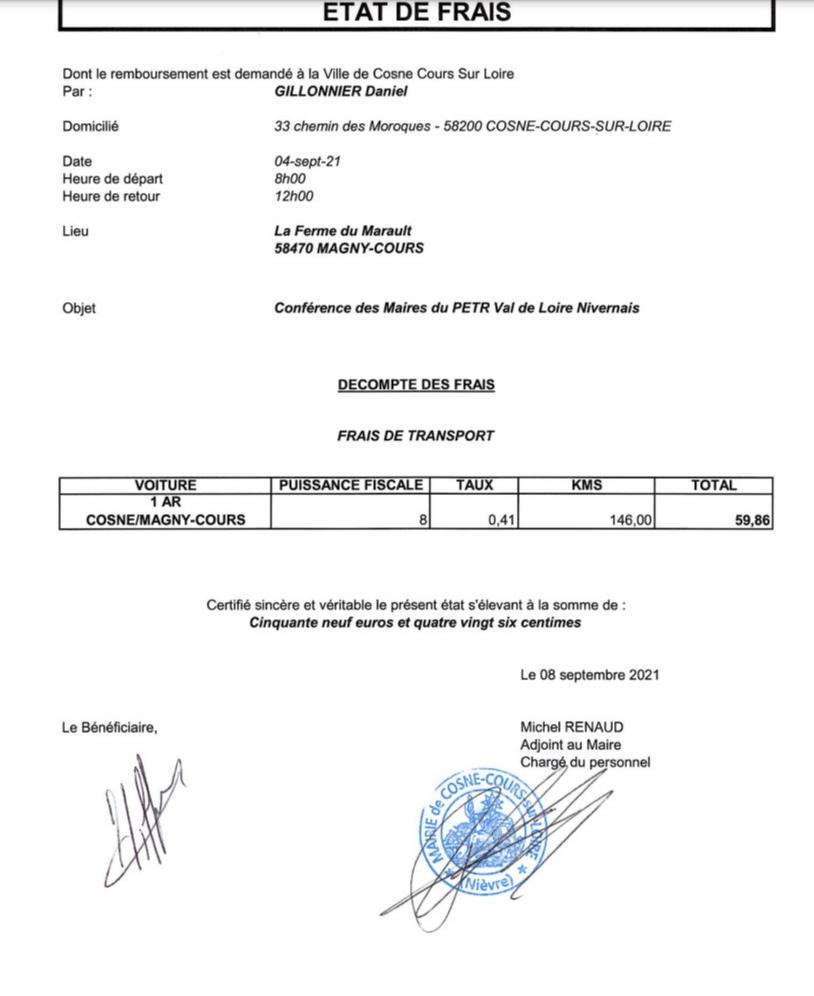 ETAT DE FRAIS
Dont le remboursement est demandé à la Ville de Cosne Cours Sur Loire
Par : GILLONNIER Daniel
Domicilié 33 chemin des Moroques - 58200 COSNE-COURS-SUR-LOIRE
Date 04-sept-21
Heure de départ 8h00
Heure de retour 12h00
Lieu La Ferme du Marault
58470 MAGNY-COURS
Objet Conférence des Maires du PETR Val de Loire Nivernais
DECOMPTE DES FRAIS
FRAIS DE TRANSPORT
VOITURE PUISSANCE FISCALE TAUX KMS TOTAL
1 AR
COSNE/MAGNY-COURS 8 0,41 146,00 59,86
Certifié sincère et véritable le présent état s'élevant à la somme de :
Cinquante neuf euros et quatre vingt six centimes
Le 08 septembre 2021
Le Bénéficiaire, Michel RENAUD
Adjoint au Maire
Chargé du personnel
MAIRIE de COSNE-COURS-sur-LOIRE
(Nièvre)